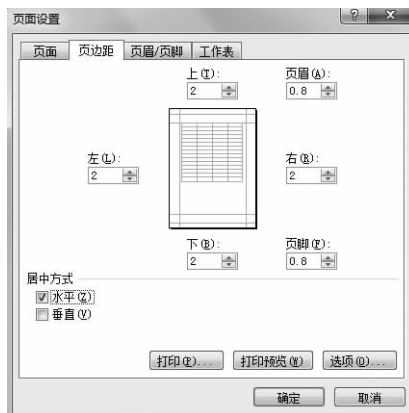 页面设置
页面 页边距 页眉/页脚 工作表
上(T): 页眉(A):
2 0.8
左(L): 右(R):
2 2
下(B): 页脚(F):
2 0.8
居中方式
水平(Z)
垂直(V)
打印(P)... 打印预览(W) 选项(O)...
确定 取消